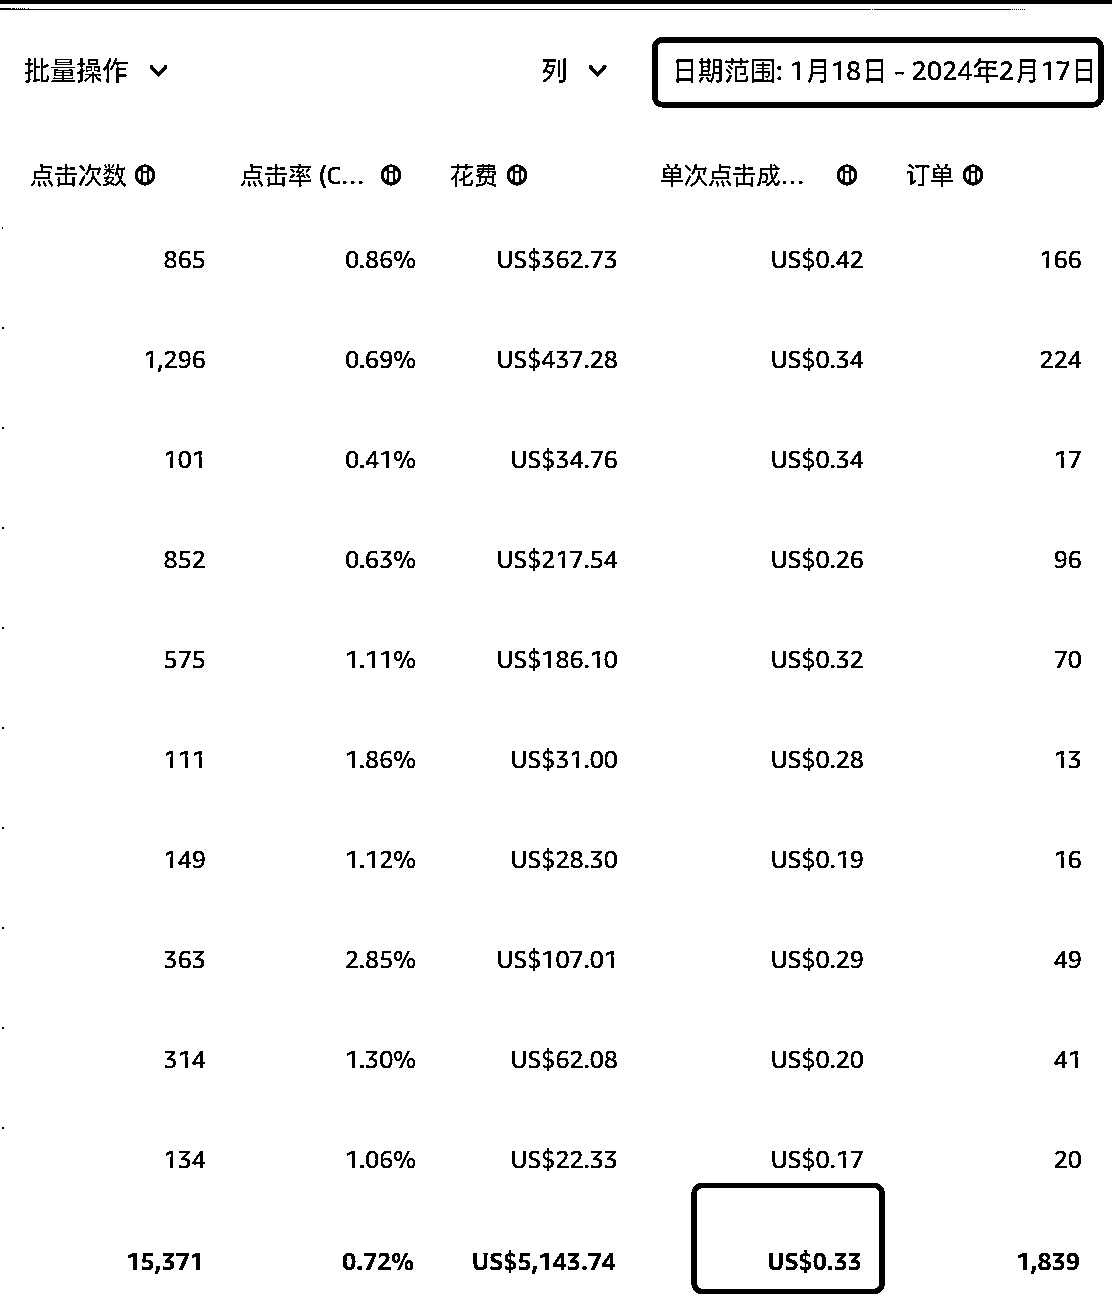 批量操作 列 日期范围: 1月18日 - 2024年2月17日
点击次数 点击率 (C... 花费 单次点击成... 订单
865 0.86% US$362.73 US$0.42 166
1,296 0.69% US$437.28 US$0.34 224
101 0.41% US$34.76 US$0.34 17
852 0.63% US$217.54 US$0.26 96
575 1.11% US$186.10 US$0.32 70
111 1.86% US$31.00 US$0.28 13
149 1.12% US$28.30 US$0.19 16
363 2.85% US$107.01 US$0.29 49
314 1.30% US$62.08 US$0.20 41
134 1.06% US$22.33 US$0.17 20
15,371 0.72% US$5,143.74 US$0.33 1,839